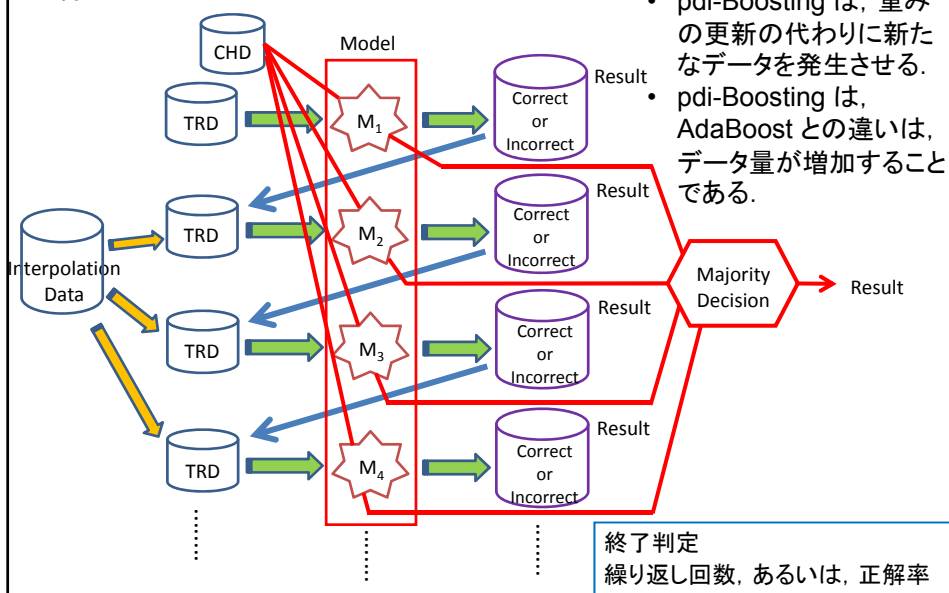 • pdi-Boosting は，重み
の更新の代わりに新た
なデータを発生させる．
• pdi-Boosting は，
AdaBoost との違いは，
データ量が増加すること
である．
CHD
Model
TRD
M1
Correct
or
Incorrect
Result
TRD
M2
Correct
or
Incorrect
Result
Interpolation
Data
Majority
Decision
Result
TRD
M3
Correct
or
Incorrect
Result
TRD
M4
Correct
or
Incorrect
Result
終了判定
繰り返し回数，あるいは，正解率